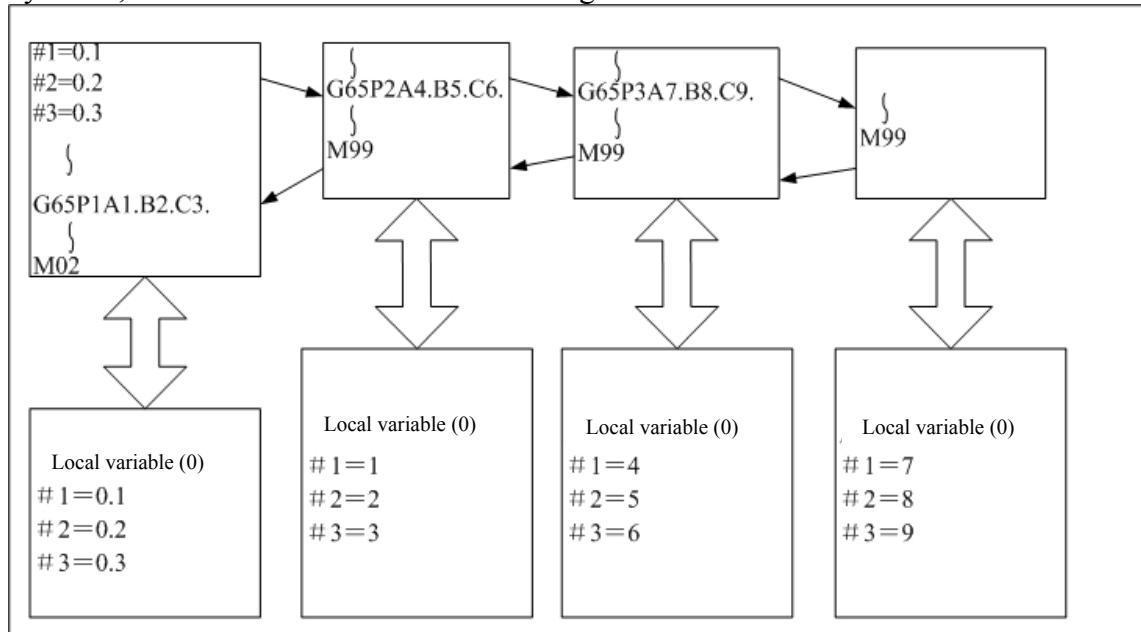 #1=0.1
#2=0.2
#3=0.3
G65P1A1.B2.C3.
M02
G65P2A4.B5.C6.
M99
G65P3A7.B8.C9.
M99
M99
Local variable (0)
#1=0.1
#2=0.2
#3=0.3
Local variable (0)
#1=1
#2=2
#3=3
Local variable (0)
#1=4
#2=5
#3=6
Local variable (0)
#1=7
#2=8
#3=9